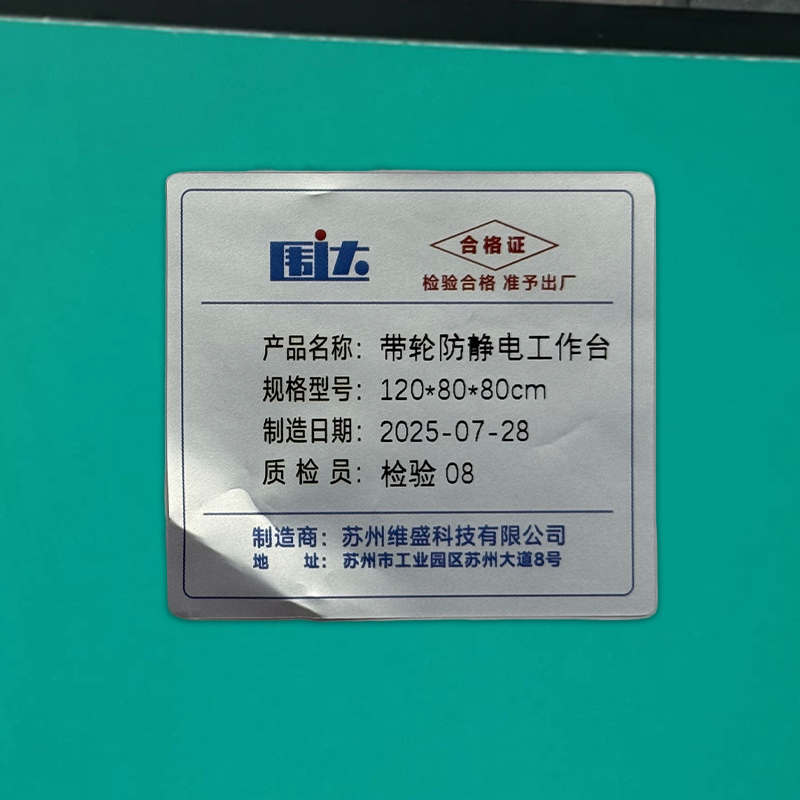 围达
合格证
检验合格 准予出厂
产品名称：带轮防静电工作台
规格型号：120*80*80cm
制造日期：2025-07-28
质检员：检验 08
制造商：苏州维盛科技有限公司
地址：苏州市工业园区苏州大道8号